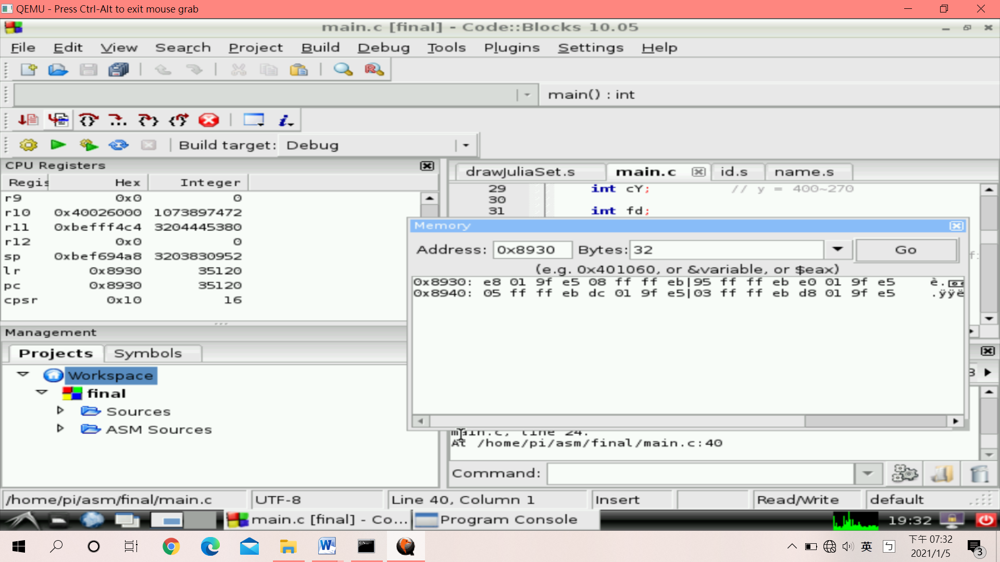 QEMU - Press Ctrl-Alt to exit mouse grab
main.c [final] - Code::Blocks 10.05
File Edit View Search Project Build Debug Tools Plugins Settings Help
main() : int
Build target: Debug
CPU Registers
Regis Hex Integer
r9 0x0 0
r10 0x40026000 1073897472
r11 0xbefff4c4 3204445380
r12 0x0 0
sp 0xbef694a8 3203830952
lr 0x8930 35120
pc 0x8930 35120
cpsr 0x10 16
drawJuliaSet.s main.c id.s name.s
29 int cY; // y = 400~270
30
31 int fd;
Memory
Address: 0x8930 Bytes: 32 Go
(e.g. 0x401060, or &variable, or $eax)
0x8930: e8 01 9f e5 08 ff ff eb|95 ff ff eb e0 01 9f e5 è.
0x8940: 05 ff ff eb dc 01 9f e5|03 ff ff eb d8 01 9f e5 .ÿÿë
Management
Projects Symbols
Workspace
final
Sources
ASM Sources
main.c, line 24.
At /home/pi/asm/final/main.c:40
Command:
/home/pi/asm/final/main.c UTF-8 Line 40, Column 1 Insert Read/Write default
main.c [final] - Co... Program Console 19:32
英 ㄅ 下午 07:32
2021/1/5
3